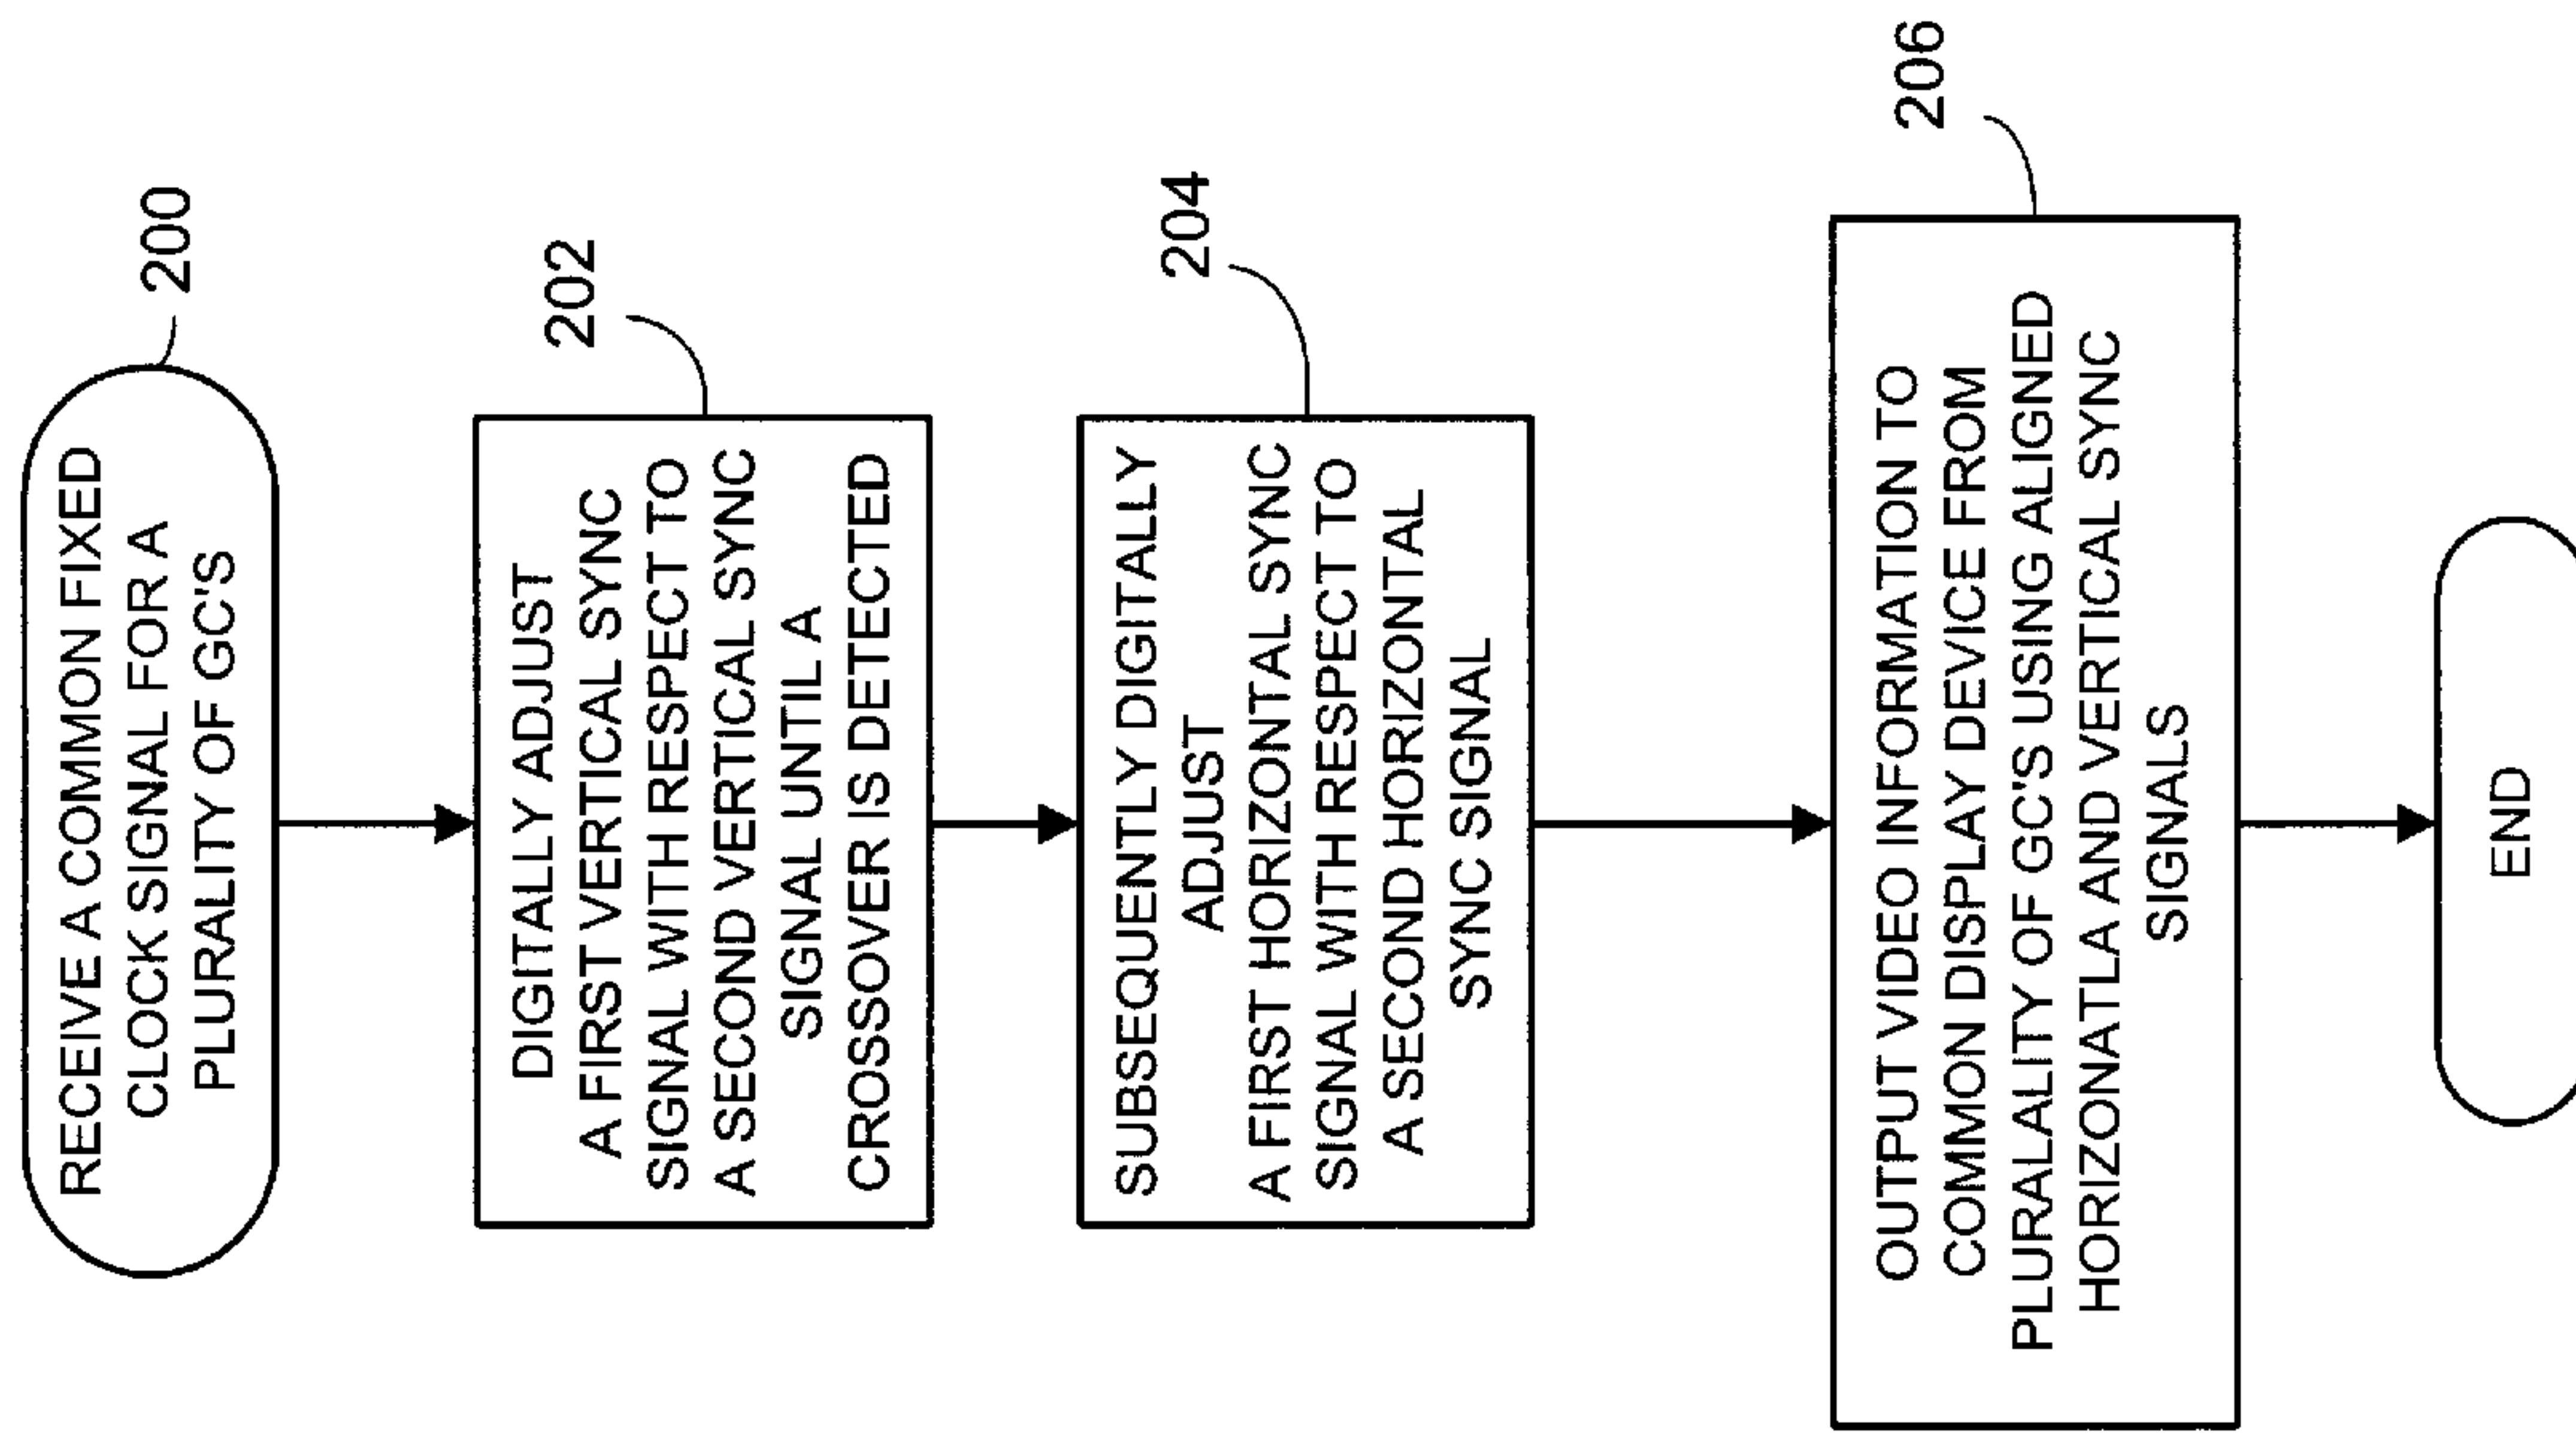 RECEIVE A COMMON FIXED
CLOCK SIGNAL FOR A
PLURALITY OF GC'S
200
DIGITALLY ADJUST
A FIRST VERTICAL SYNC
SIGNAL WITH RESPECT TO
A SECOND VERTICAL SYNC
SIGNAL UNTIL A
CROSSOVER IS DETECTED
202
SUBSEQUENTLY DIGITALLY
ADJUST
A FIRST HORIZONTAL SYNC
SIGNAL WITH RESPECT TO
A SECOND HORIZONTAL
SYNC SIGNAL
204
OUTPUT VIDEO INFORMATION TO
COMMON DISPLAY DEVICE FROM
PLURALALITY OF GC'S USING ALIGNED
HORIZONATLA AND VERTICAL SYNC
SIGNALS
206
END